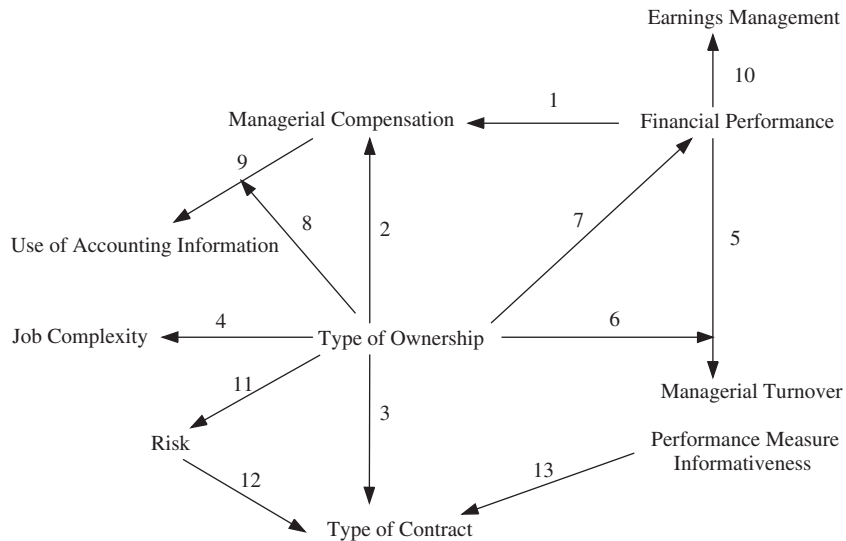 Earnings Management
10
1
Managerial Compensation
Financial Performance
9
8
2
7
5
Use of Accounting Information
Job Complexity
4
Type of Ownership
6
11
3
Managerial Turnover
Risk
Performance Measure
Informativeness
12
13
Type of Contract